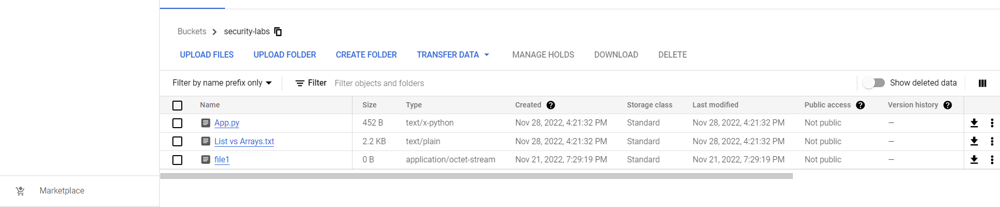 Buckets security-labs
UPLOAD FILES UPLOAD FOLDER CREATE FOLDER TRANSFER DATA MANAGE HOLDS DOWNLOAD DELETE
Filter by name prefix only Filter Filter objects and folders Show deleted data
Name Size Type Created Storage class Last modified Public access Version history
App.py 452 B text/x-python Nov 28, 2022, 4:21:32 PM Standard Nov 28, 2022, 4:21:32 PM Not public —
List vs Arrays.txt 2.2 KB text/plain Nov 28, 2022, 4:21:32 PM Standard Nov 28, 2022, 4:21:32 PM Not public —
file1 0 B application/octet-stream Nov 21, 2022, 7:29:19 PM Standard Nov 21, 2022, 7:29:19 PM Not public —
Marketplace